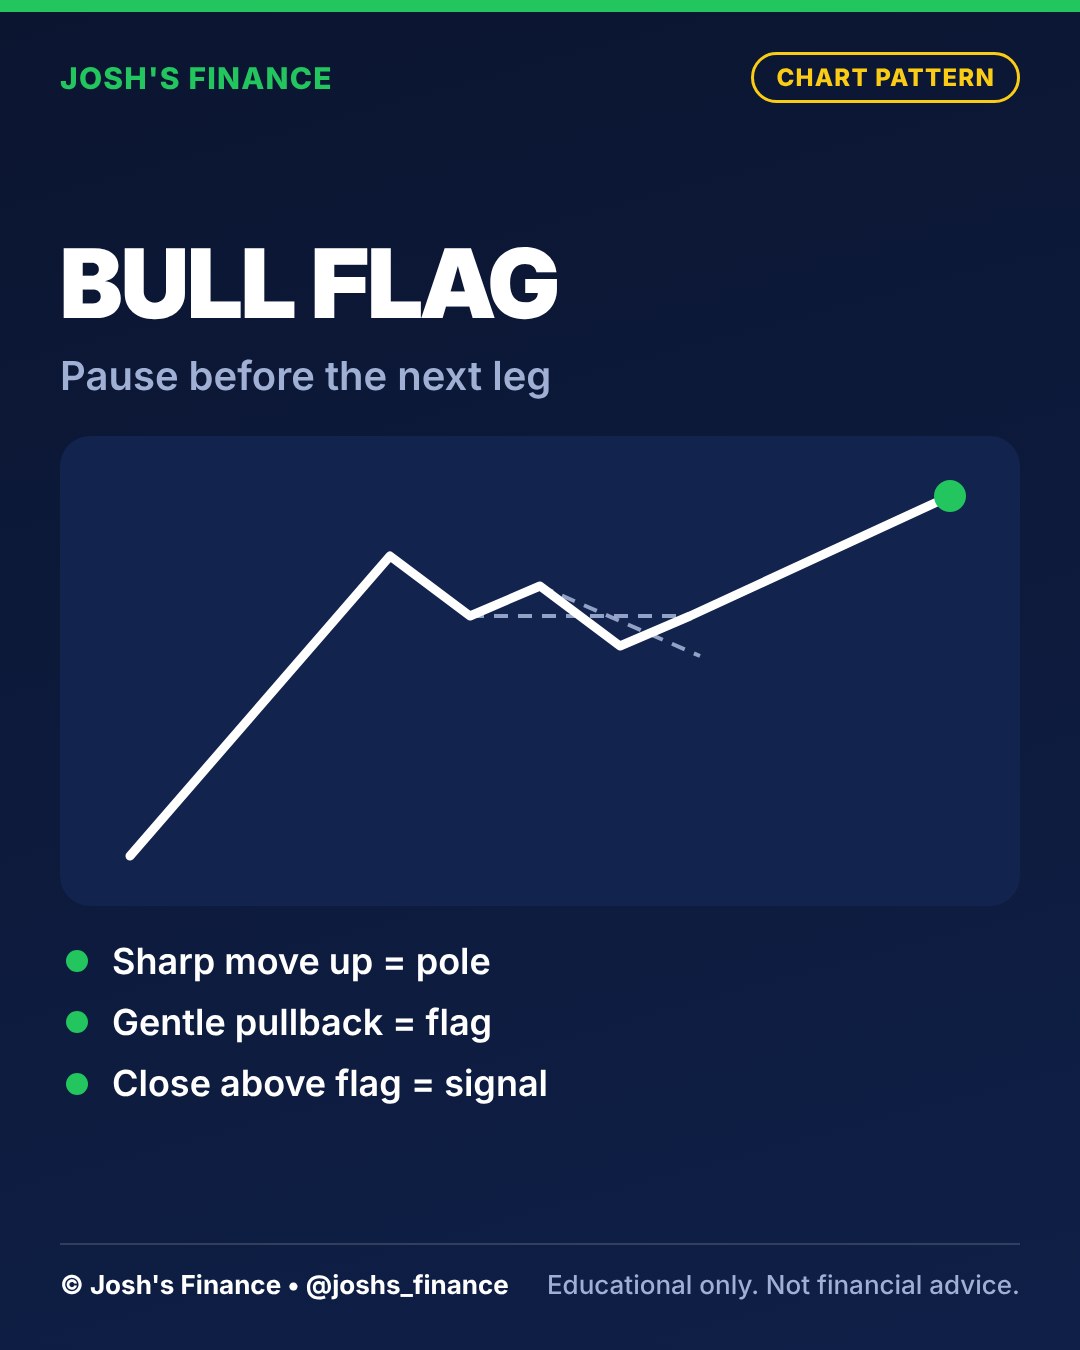 JOSH'S FINANCE
CHART PATTERN
BULL FLAG
Pause before the next leg
Sharp move up = pole
Gentle pullback = flag
Close above flag = signal
© Josh's Finance • @joshs_finance
Educational only. Not financial advice.